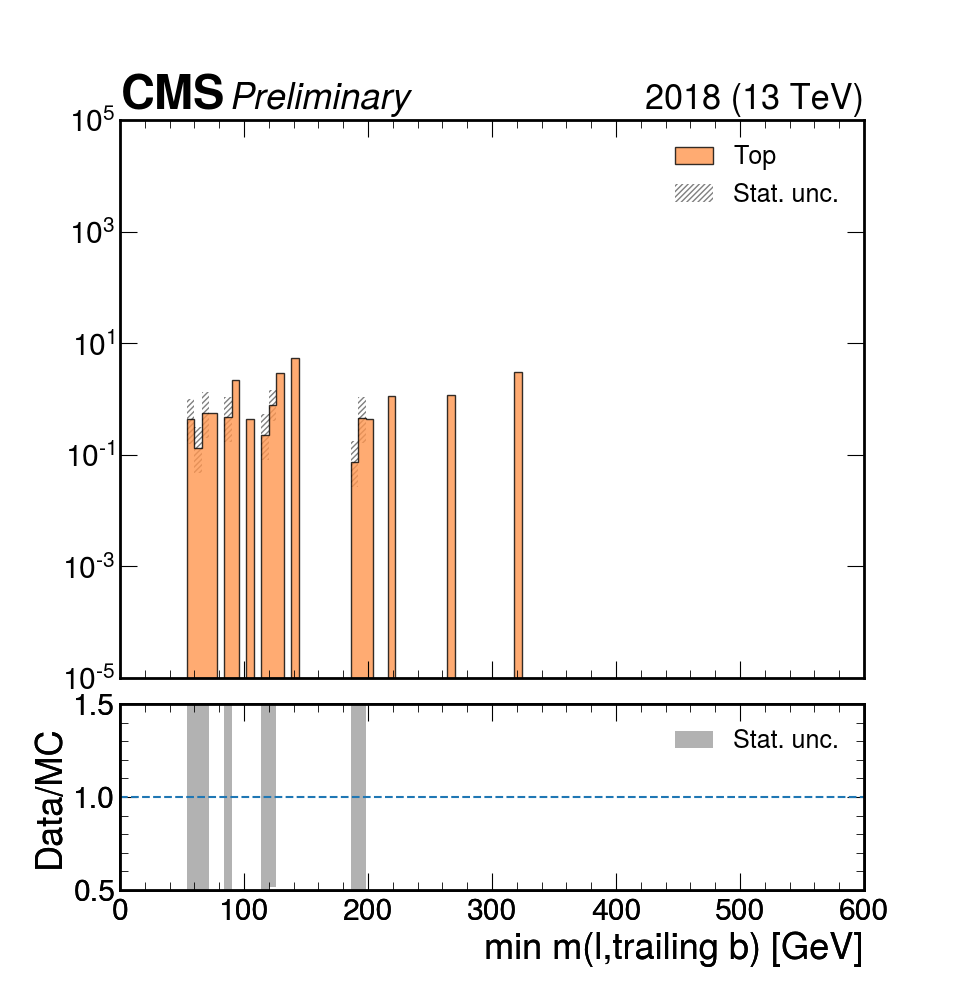 CMS Preliminary 2018 (13 TeV)
10^5
Top
Stat. unc.
10^3
10^1
10^-1
10^-3
10^-5
1.5
Stat. unc.
Data/MC
1.0
0.5
0 100 200 300 400 500 600
min m(l,trailing b) [GeV]